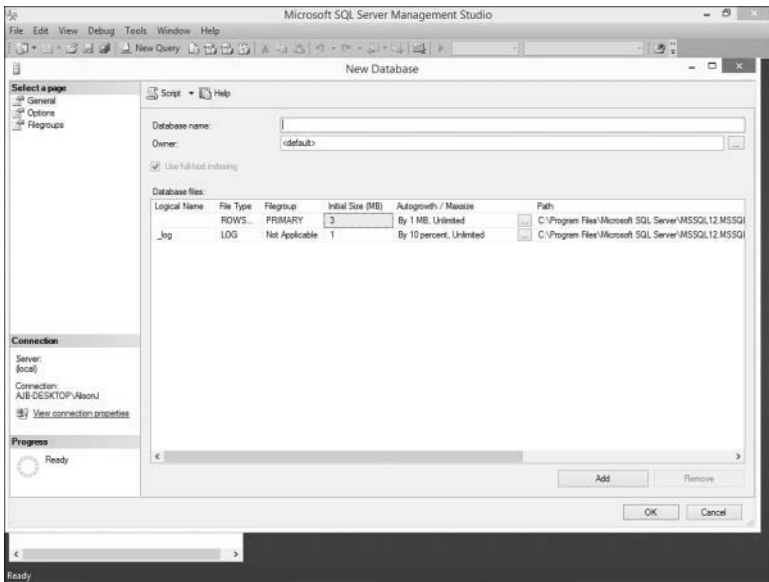 Microsoft SQL Server Management Studio
File Edit View Debug Tools Window Help
New Query
New Database
Select a page
General
Options
Filegroups
Script Help
Database name:
Owner: <default> ...
Use full-text indexing
Database files:
Logical Name File Type Filegroup Initial Size (MB) Autogrowth / Maxsize Path
ROWS... PRIMARY 3 By 1 MB, Unlimited ... C:\Program Files\Microsoft SQL Server\MSSQL12.MSSQl
_log LOG Not Applicable 1 By 10 percent, Unlimited ... C:\Program Files\Microsoft SQL Server\MSSQL12.MSSQl
Connection
Server:
(local)
Connection:
AJB-DESKTOP\AlisonJ
View connection properties
Progress
Ready
Add Remove
OK Cancel
Ready